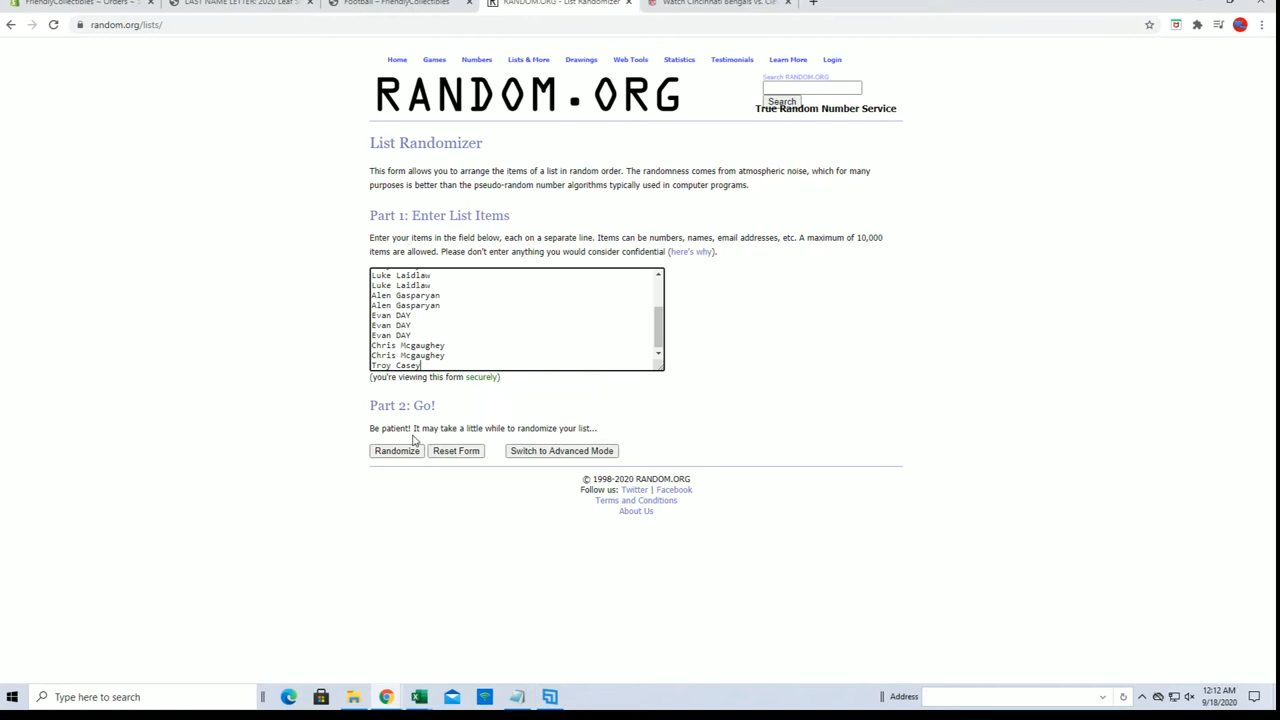 FriendlyCollectibles – Orders –
LAST NAME LETTER: 2020 Leaf
Football – FriendlyCollectibles
RANDOM.ORG - List Randomizer
Watch Cincinnati Bengals vs. Cle
random.org/lists/
Home Games Numbers Lists & More Drawings Web Tools Statistics Testimonials Learn More Login
RANDOM.ORG
Search RANDOM.ORG
Search
True Random Number Service
List Randomizer
This form allows you to arrange the items of a list in random order. The randomness comes from atmospheric noise, which for many
purposes is better than the pseudo-random number algorithms typically used in computer programs.
Part 1: Enter List Items
Enter your items in the field below, each on a separate line. Items can be numbers, names, email addresses, etc. A maximum of 10,000
items are allowed. Please don't enter anything you would consider confidential (here's why).
Luke Laidlaw
Luke Laidlaw
Alen Gasparyan
Alen Gasparyan
Evan DAY
Evan DAY
Evan DAY
Chris Mcgaughey
Chris Mcgaughey
Troy Casey
(you're viewing this form securely)
Part 2: Go!
Be patient! It may take a little while to randomize your list...
Randomize Reset Form Switch to Advanced Mode
© 1998-2020 RANDOM.ORG
Follow us: Twitter | Facebook
Terms and Conditions
About Us
Type here to search
Address
12:12 AM
9/18/2020